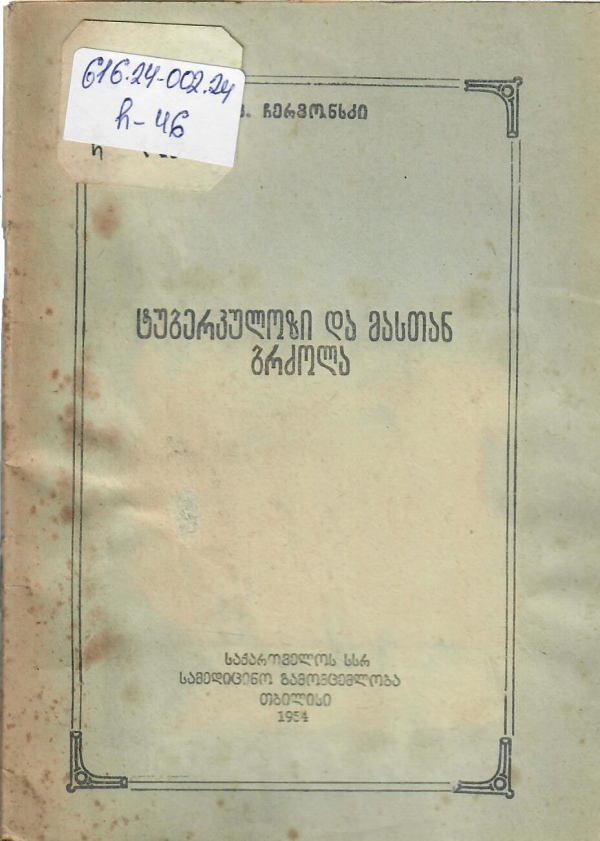 616.24-002.24
ჩ-46
ჩერვონსკი
ტუბერკულოზი და მასთან
ბრძოლა
საქართველოს სსრ
სამედიცინო გამომცემლობა
თბილისი
1954